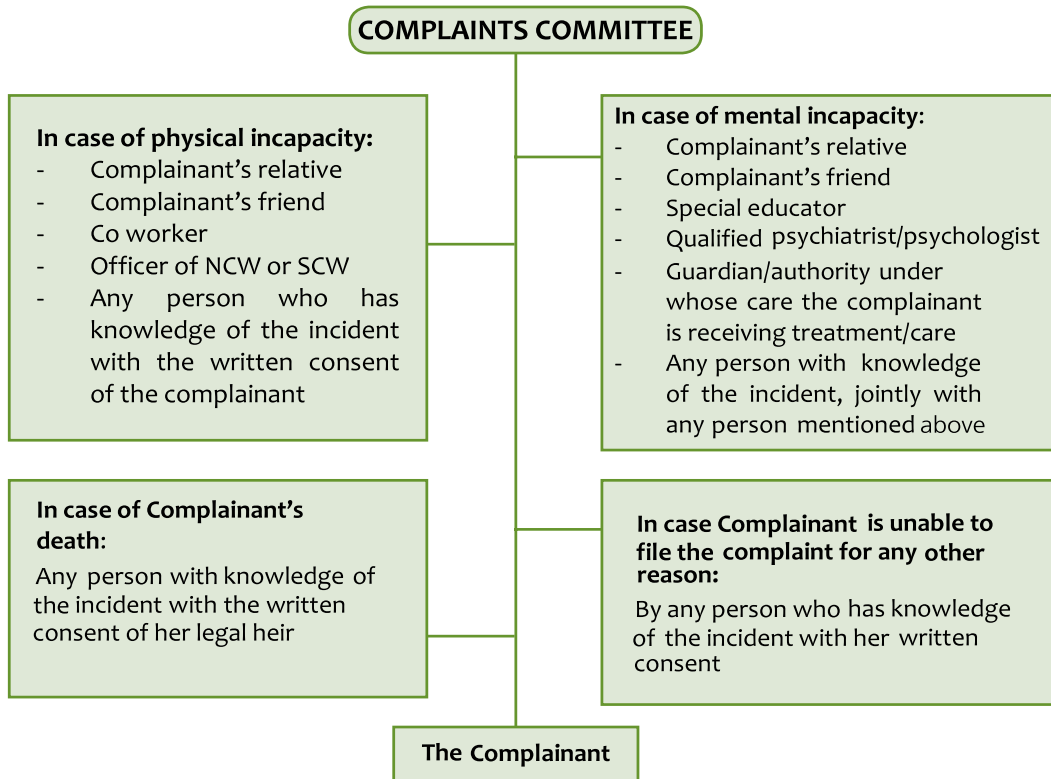 COMPLAINTS COMMITTEE
In case of physical incapacity:
- Complainant’s relative
- Complainant’s friend
- Co worker
- Officer of NCW or SCW
- Any person who has
knowledge of the incident
with the written consent
of the complainant
In case of mental incapacity:
- Complainant’s relative
- Complainant’s friend
- Special educator
- Qualified psychiatrist/psychologist
- Guardian/authority under
whose care the complainant
is receiving treatment/care
- Any person with knowledge
of the incident, jointly with
any person mentioned above
In case of Complainant’s
death:
Any person with knowledge of
the incident with the written
consent of her legal heir
In case Complainant is unable to
file the complaint for any other
reason:
By any person who has knowledge
of the incident with her written
consent
The Complainant